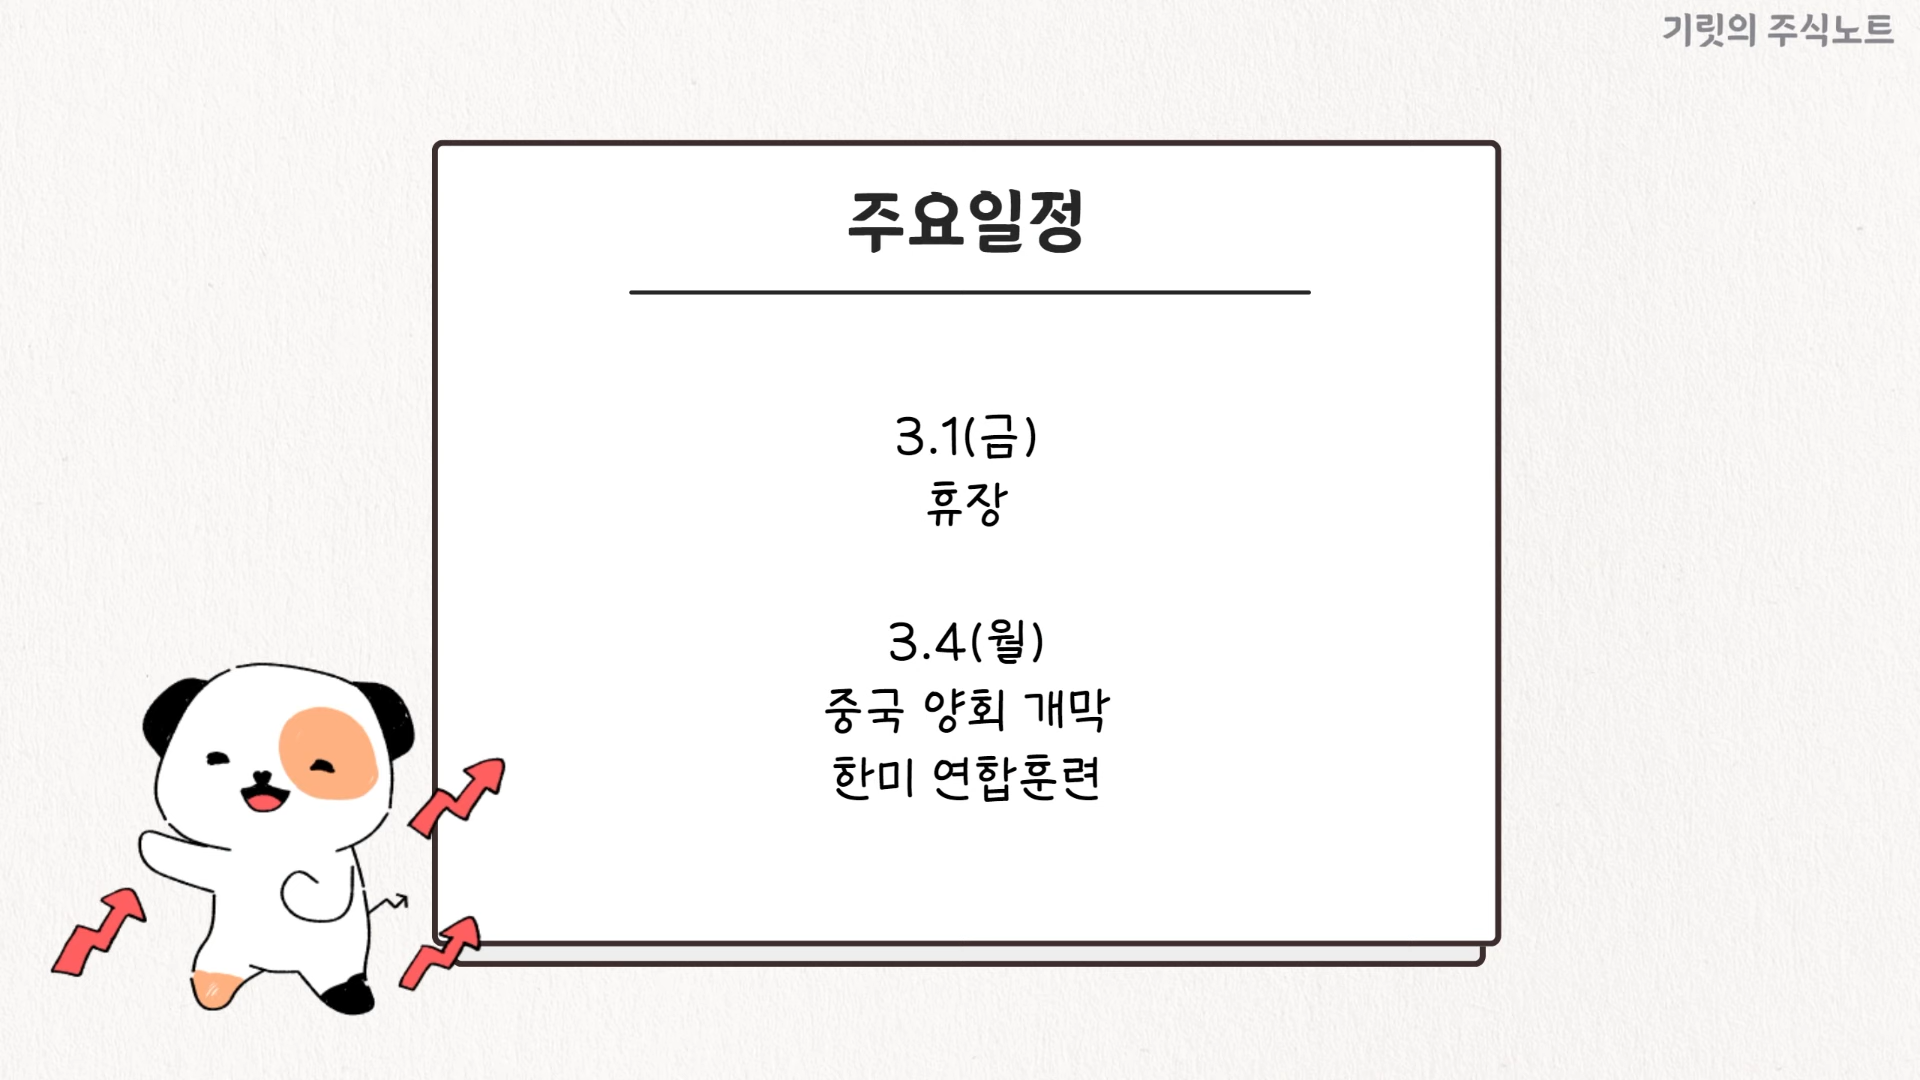 기릿의 주식노트
주요일정
3.1(금)
휴장
3.4(월)
중국 양회 개막
한미 연합훈련